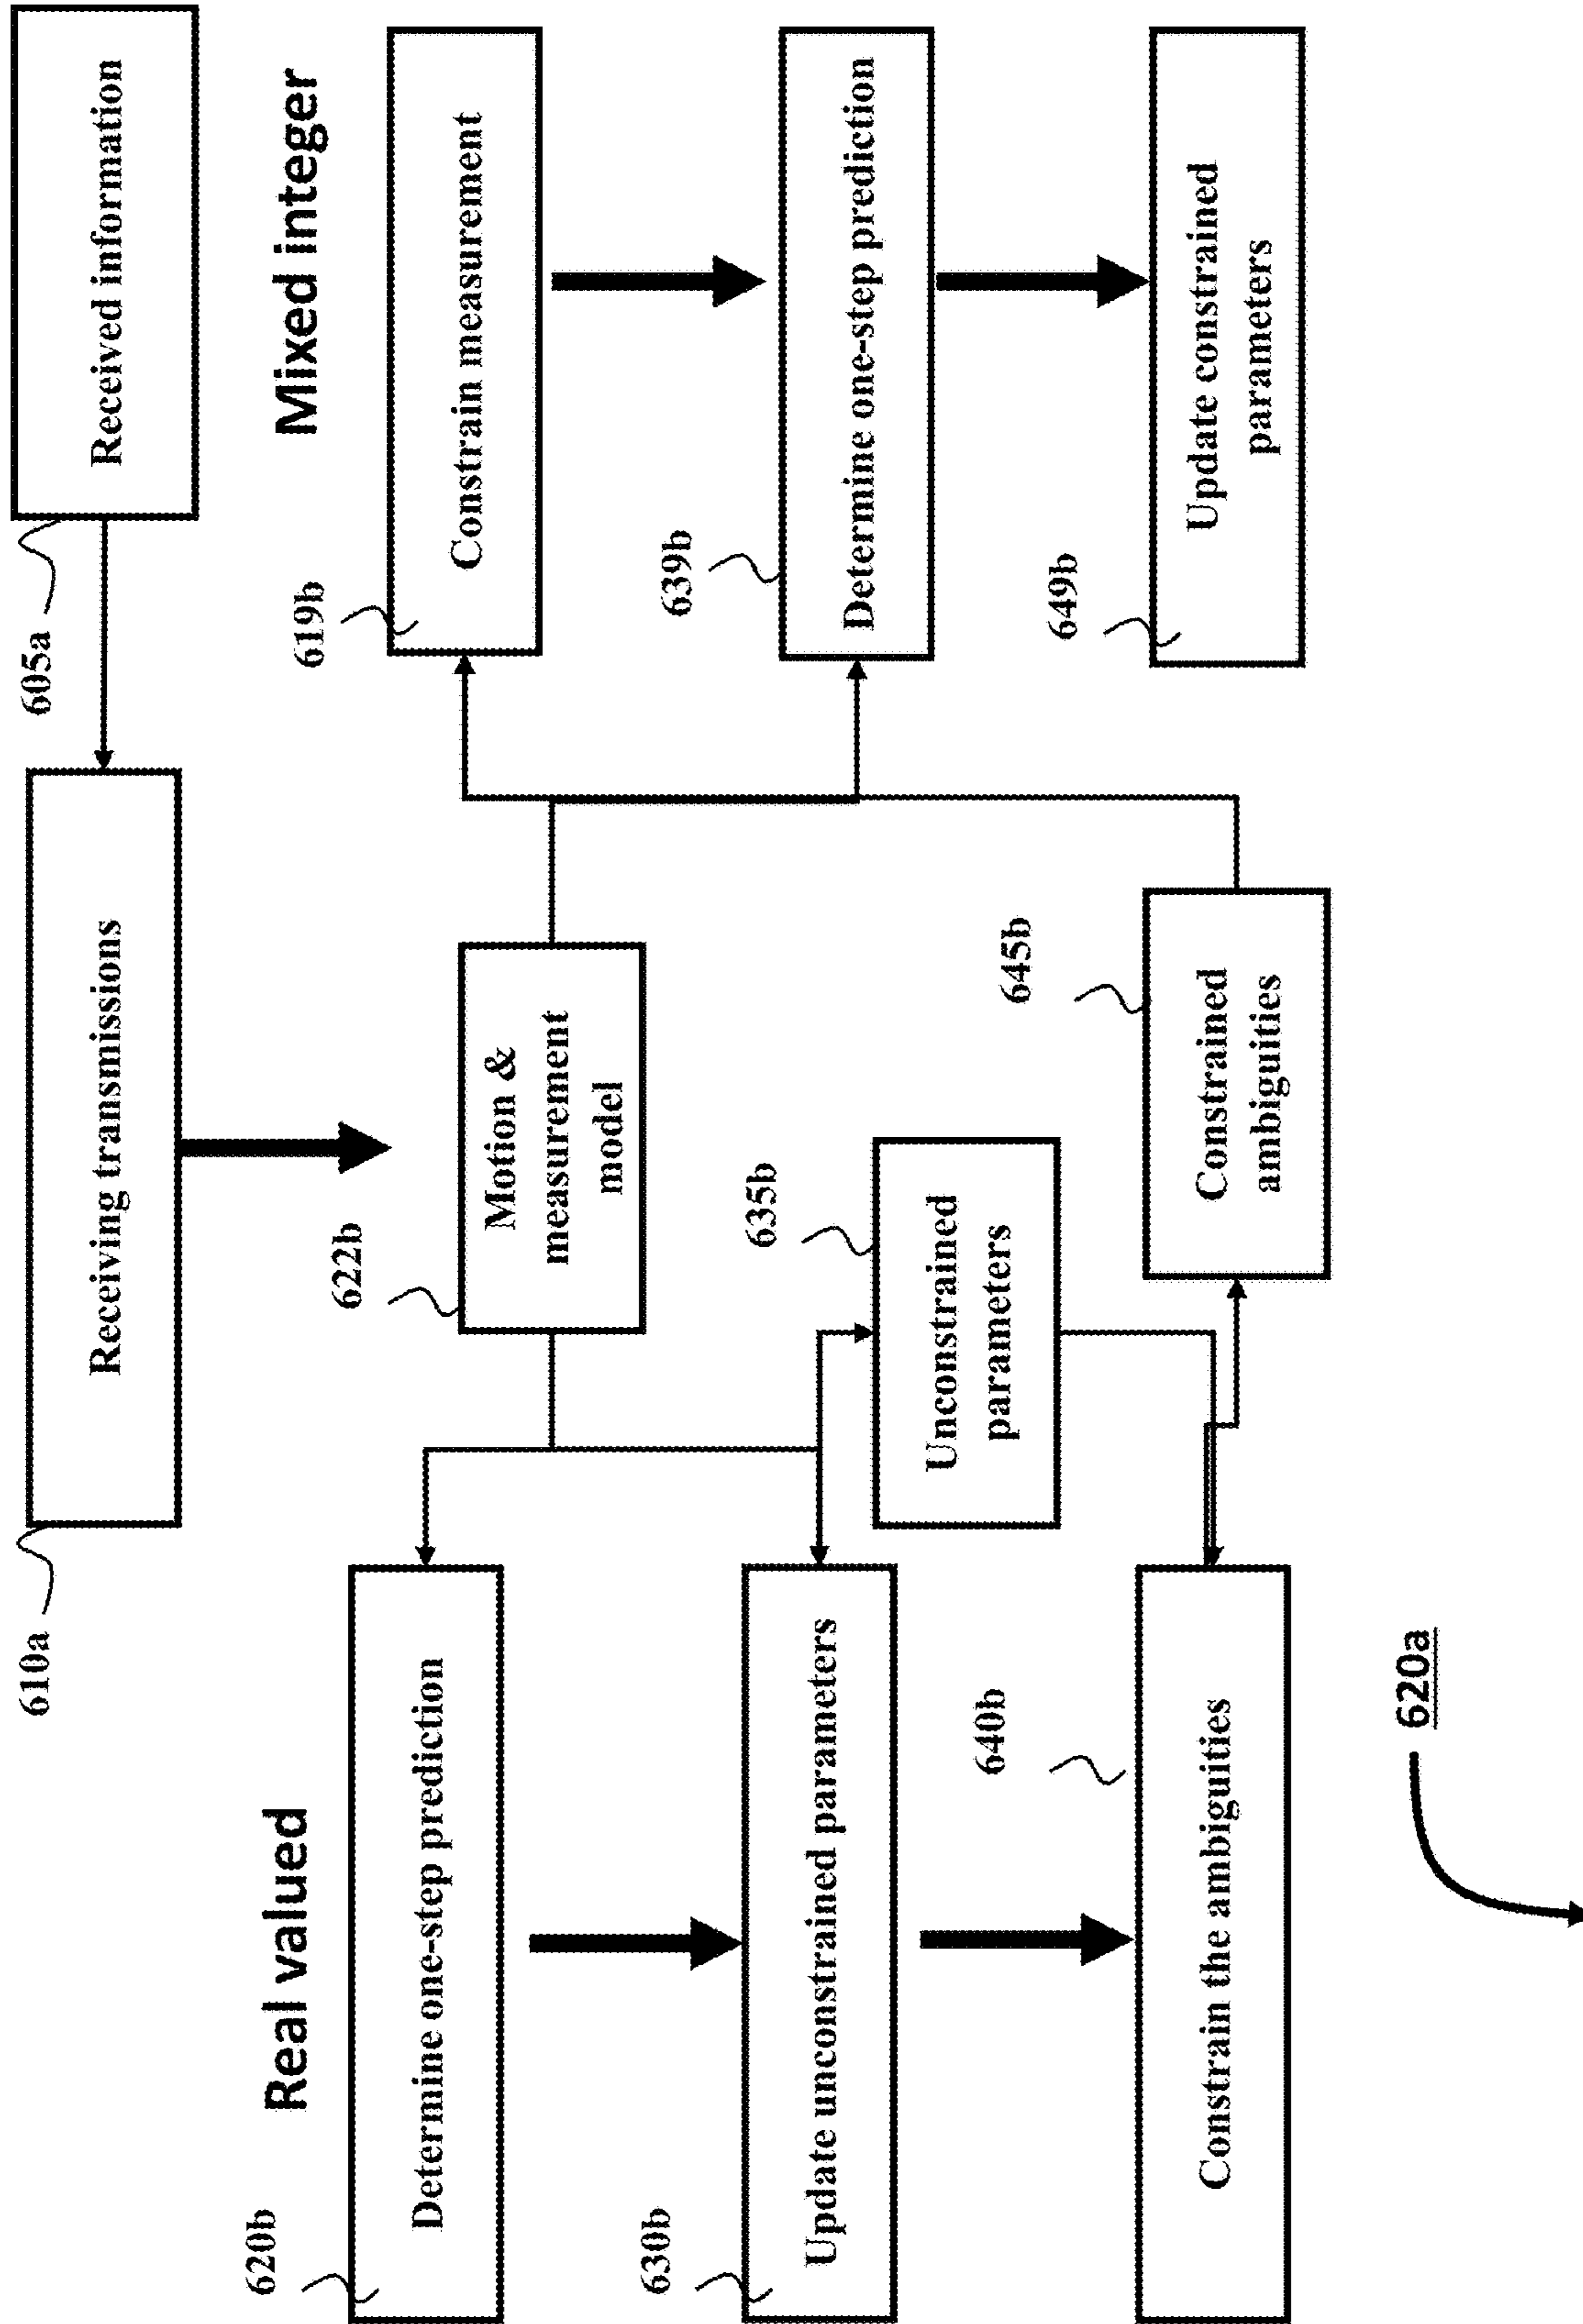 605a
Received information
610a
Receiving transmissions
Real valued
Mixed integer
620b
Determine one-step prediction
622b
Motion &
measurement
model
619b
Constrain measurement
630b
Update unconstrained parameters
635b
Unconstrained
parameters
639b
Determine one-step prediction
640b
Constrain the ambiguities
645b
Constrained
ambiguities
649b
Update constrained
parameters
620a